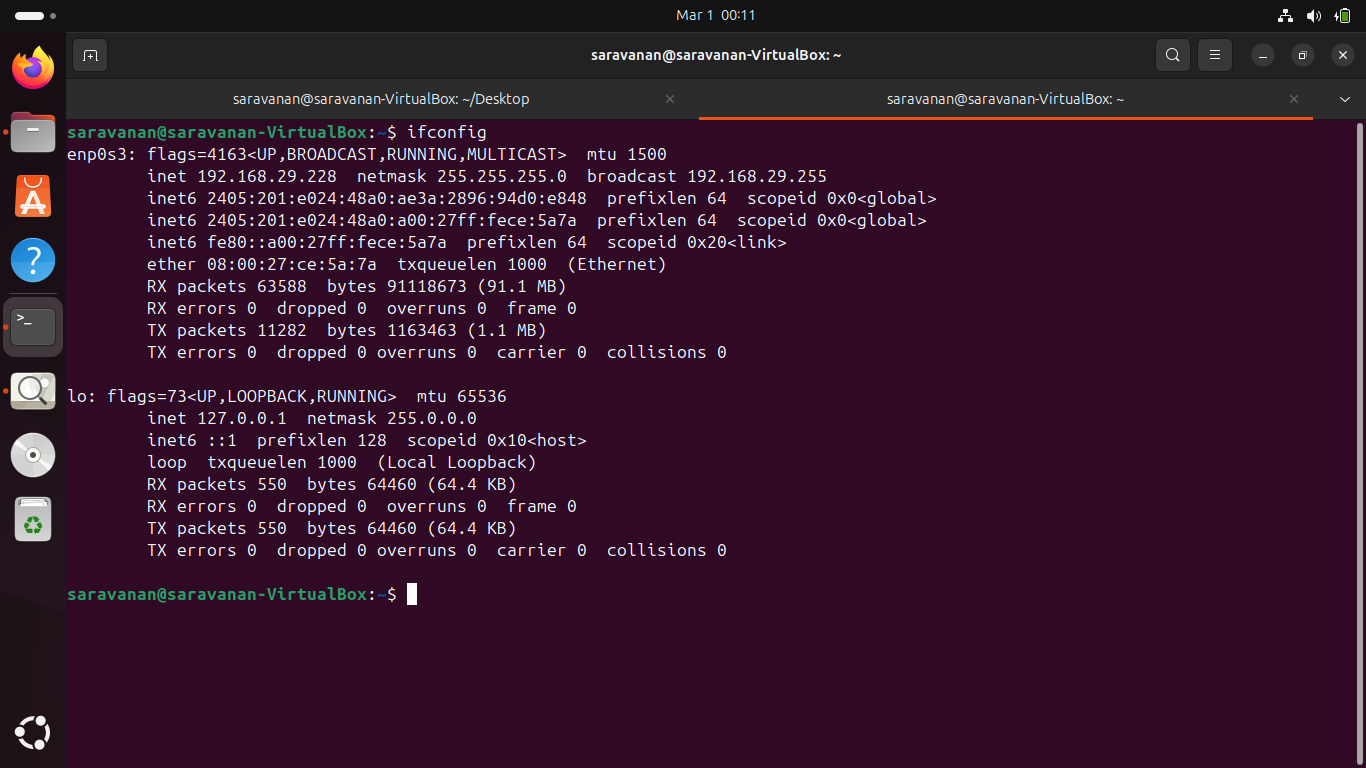 Mar 1 00:11
saravanan@saravanan-VirtualBox: ~
saravanan@saravanan-VirtualBox: ~/Desktop
saravanan@saravanan-VirtualBox: ~
saravanan@saravanan-VirtualBox:~$ ifconfig
enp0s3: flags=4163<UP,BROADCAST,RUNNING,MULTICAST>  mtu 1500
        inet 192.168.29.228  netmask 255.255.255.0  broadcast 192.168.29.255
        inet6 2405:201:e024:48a0:ae3a:2896:94d0:e848  prefixlen 64  scopeid 0x0<global>
        inet6 2405:201:e024:48a0:a00:27ff:fece:5a7a  prefixlen 64  scopeid 0x0<global>
        inet6 fe80::a00:27ff:fece:5a7a  prefixlen 64  scopeid 0x20<link>
        ether 08:00:27:ce:5a:7a  txqueuelen 1000  (Ethernet)
        RX packets 63588  bytes 91118673 (91.1 MB)
        RX errors 0  dropped 0  overruns 0  frame 0
        TX packets 11282  bytes 1163463 (1.1 MB)
        TX errors 0  dropped 0 overruns 0  carrier 0  collisions 0

lo: flags=73<UP,LOOPBACK,RUNNING>  mtu 65536
        inet 127.0.0.1  netmask 255.0.0.0
        inet6 ::1  prefixlen 128  scopeid 0x10<host>
        loop  txqueuelen 1000  (Local Loopback)
        RX packets 550  bytes 64460 (64.4 KB)
        RX errors 0  dropped 0  overruns 0  frame 0
        TX packets 550  bytes 64460 (64.4 KB)
        TX errors 0  dropped 0 overruns 0  carrier 0  collisions 0

saravanan@saravanan-VirtualBox:~$